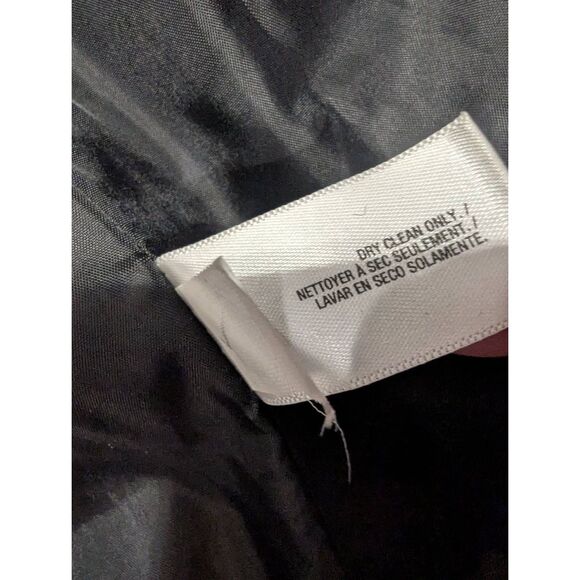 DRY CLEAN ONLY. /
NETTOYER À SEC SEULEMENT. /
LAVAR EN SECO SOLAMENTE.